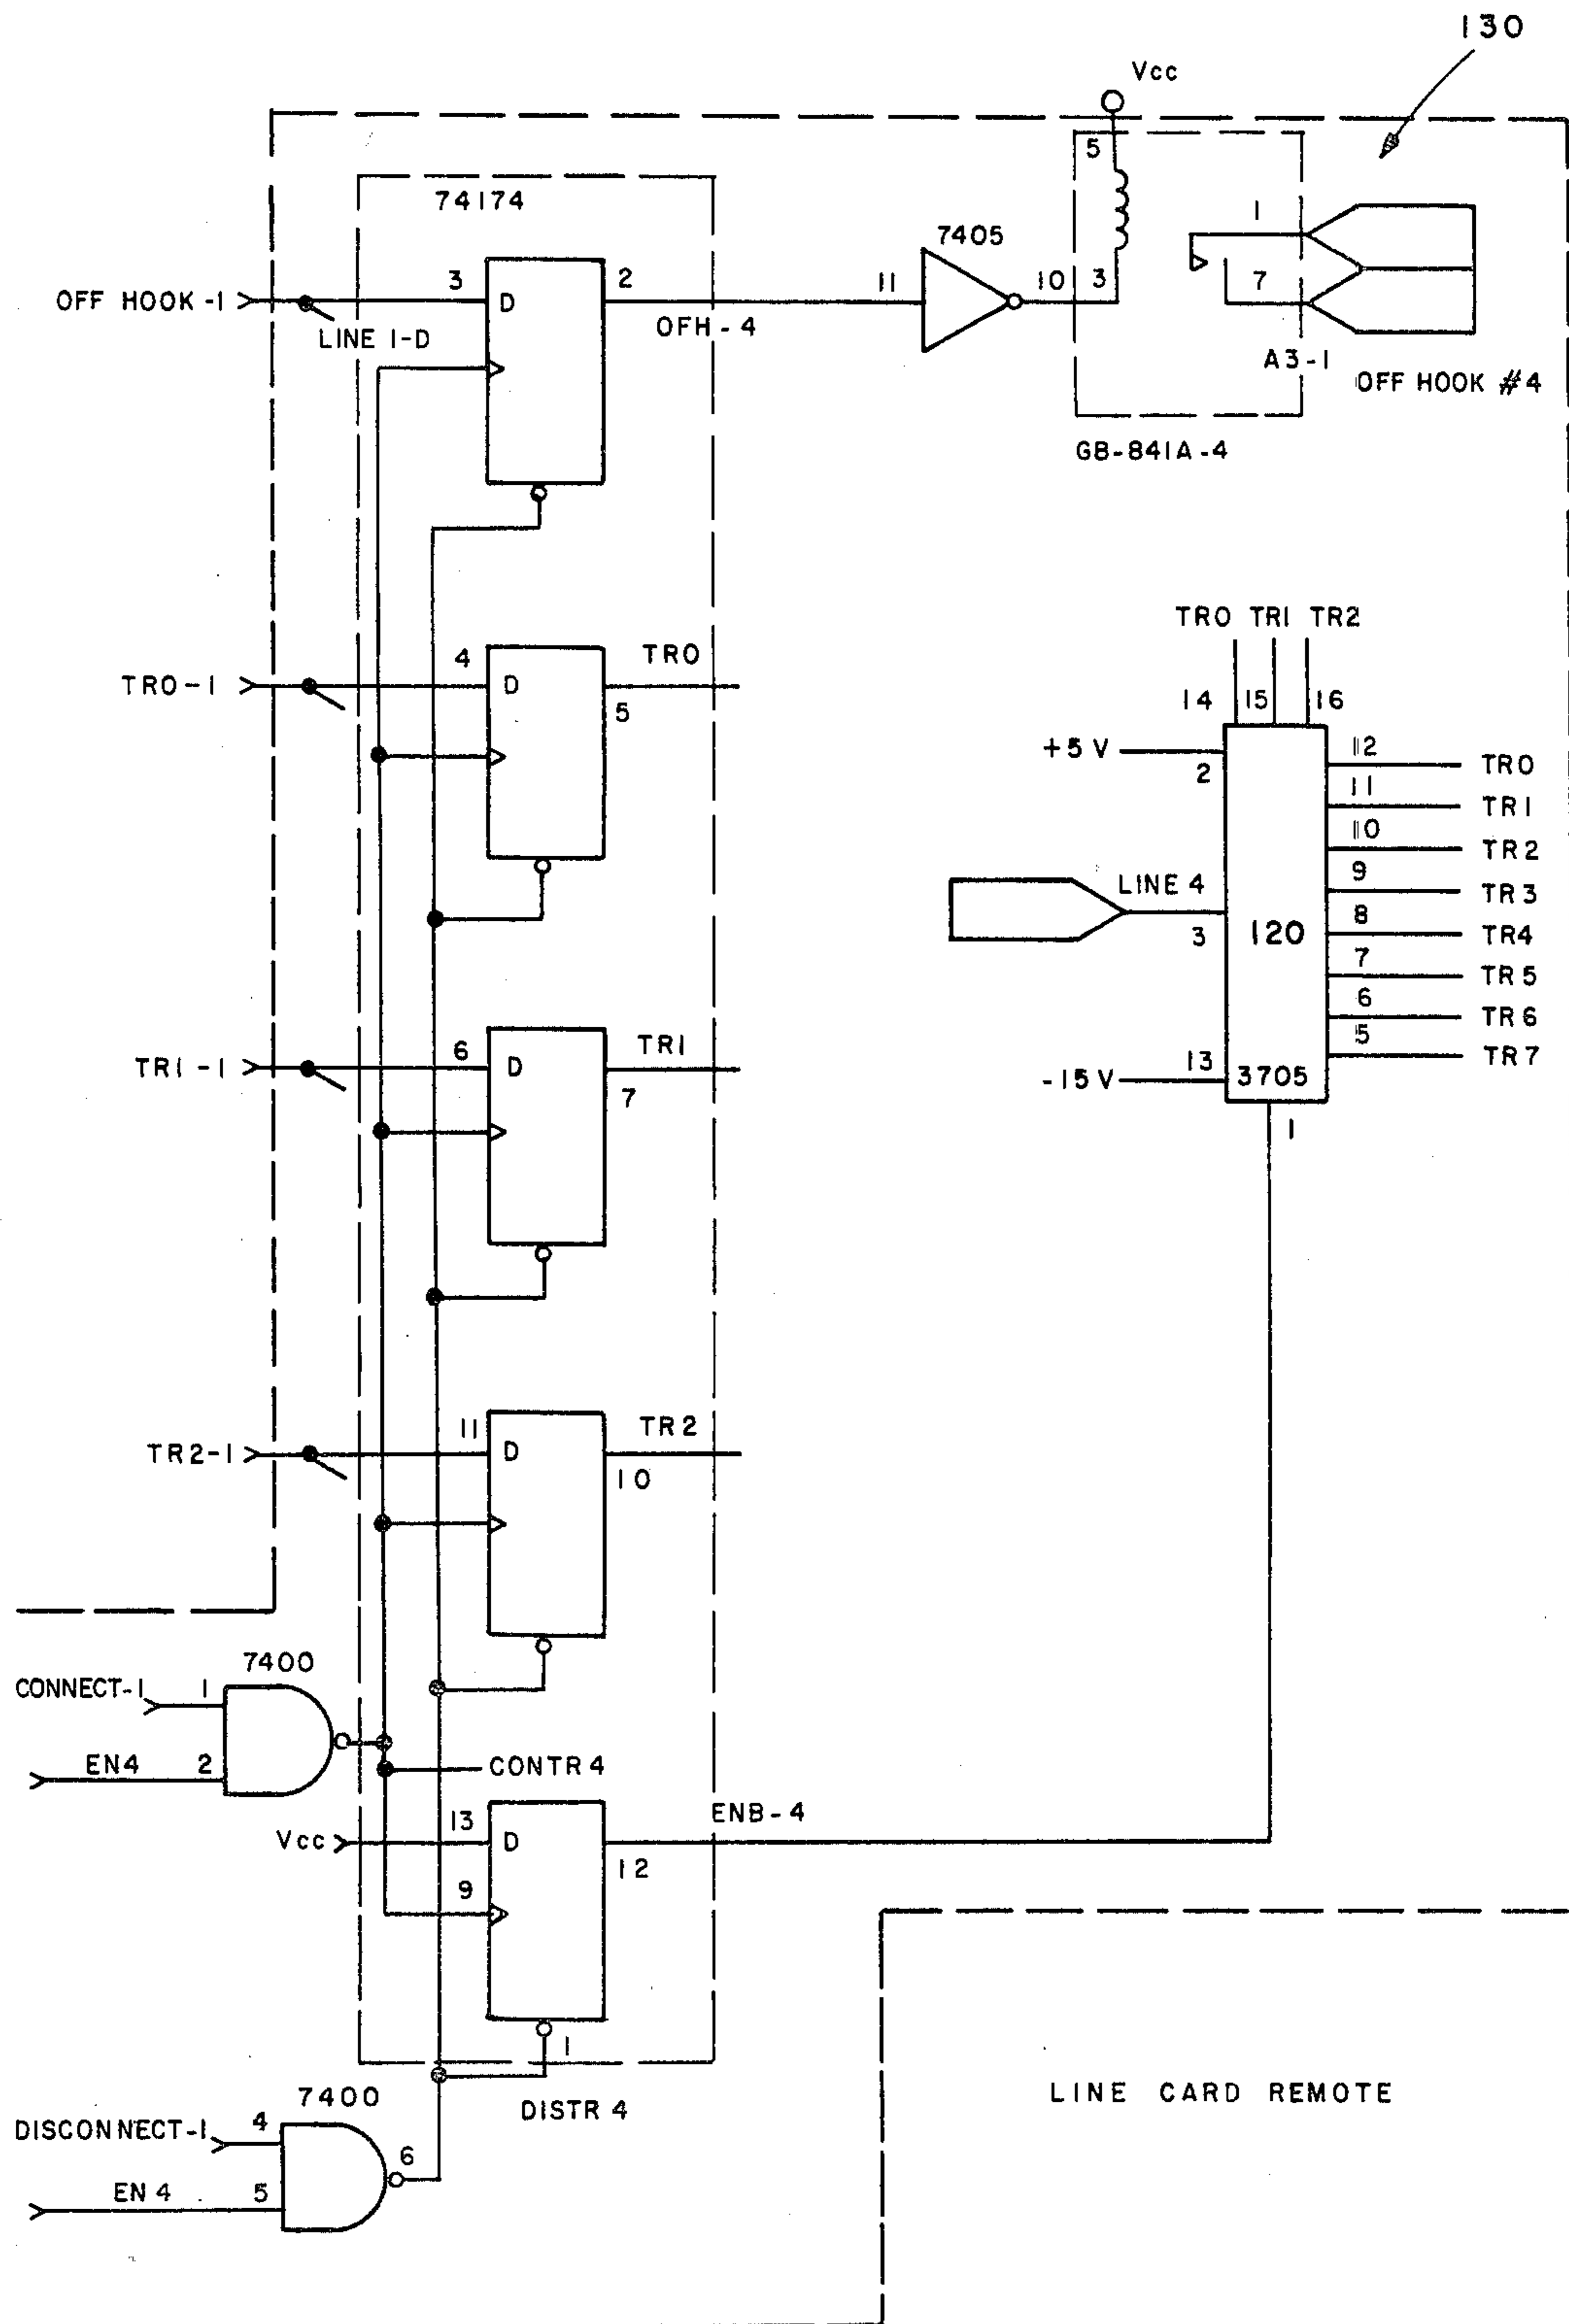 130
Vcc
5
74174
7405
1
OFF HOOK-1
3
D
2
11
10
3
7
LINE 1-D
OFH-4
A3-1
OFF HOOK #4
GB-841A-4
TR0 TR1 TR2
TR0-1
4
D
TR0
5
14
15
16
+5 V
2
12
TR0
11
TR1
10
TR2
9
TR3
LINE 4
3
120
8
TR4
7
TR5
6
TR6
5
TR7
TR1-1
6
D
TR1
7
-15 V
13
3705
1
TR2-1
11
D
TR2
10
7400
CONNECT-1
1
EN4
2
CONTR 4
ENB-4
Vcc
13
D
12
9
1
7400
DISTR 4
LINE CARD REMOTE
DISCONNECT-1
4
6
EN 4
5